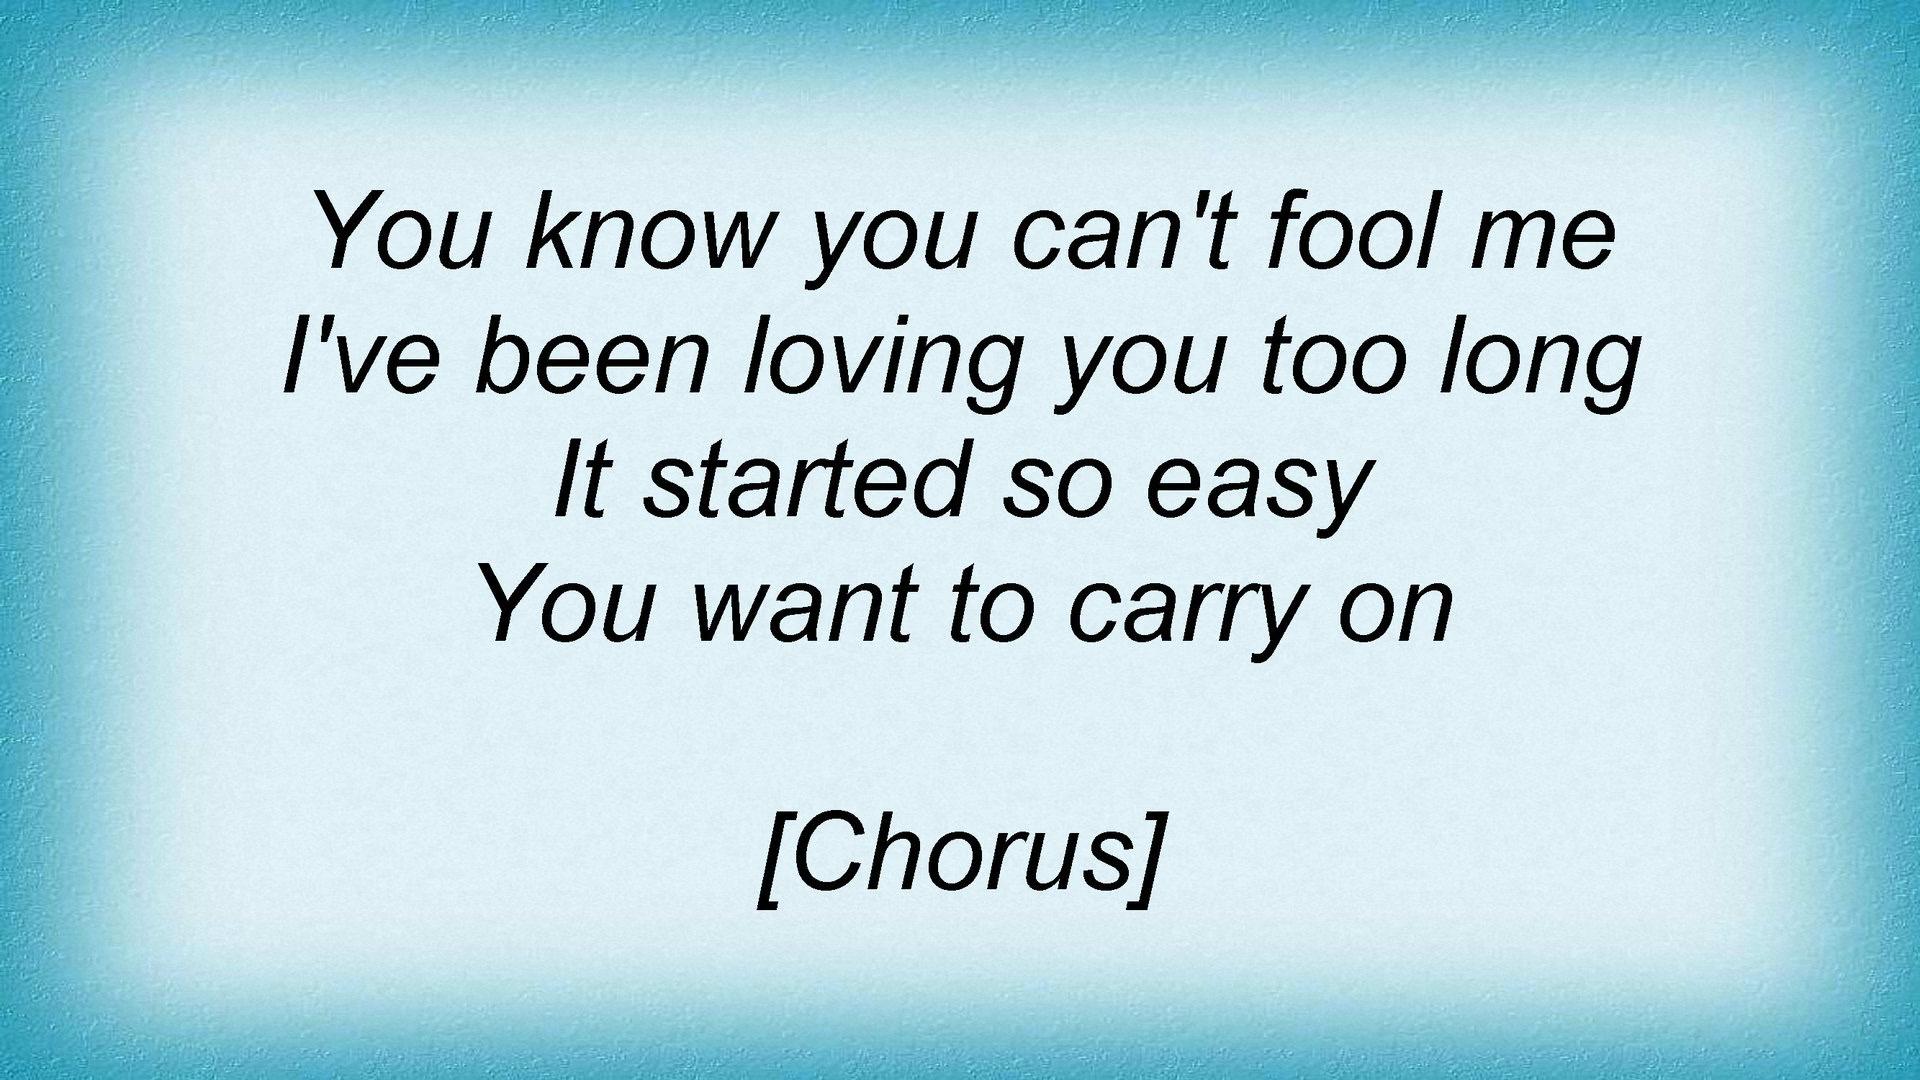 You know you can't fool me
I've been loving you too long
It started so easy
You want to carry on
[Chorus]